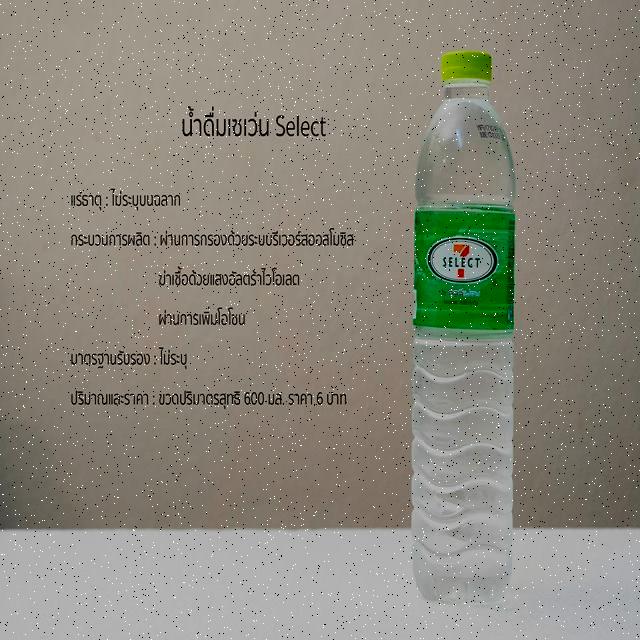 น้ำดื่มเซเว่น Select
แร่ธาตุ : ไม่ระบุบนฉลาก
กระบวนการผลิต : ผ่านการกรองด้วยระบบรีเวอร์สออสโมซิส
ฆ่าเชื้อด้วยแสงอัลตร้าไวโอเลต
ผ่านการเพิ่มโอโซน
มาตรฐานรับรอง : ไม่ระบุ
ปริมาณและราคา : ขวดปริมาตรสุทธิ 600 มล. ราคา 6 บาท
7
SELECT